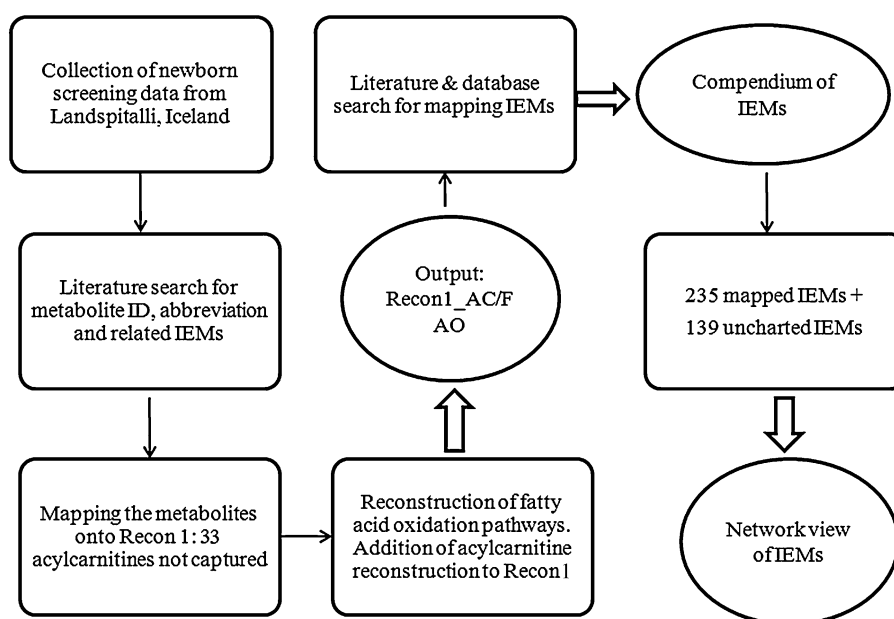 Collection of newborn
screening data from
Landspitalli, Iceland
Literature search for
metabolite ID, abbreviation
and related IEMs
Mapping the metabolites
onto Recon 1: 33
acylcarnitines not captured
Reconstruction of fatty
acid oxidation pathways.
Addition of acylcarnitine
reconstruction to Recon1
Output:
Recon1_AC/F
AO
Literature & database
search for mapping IEMs
Compendium of
IEMs
235 mapped IEMs +
139 uncharted IEMs
Network view
of IEMs